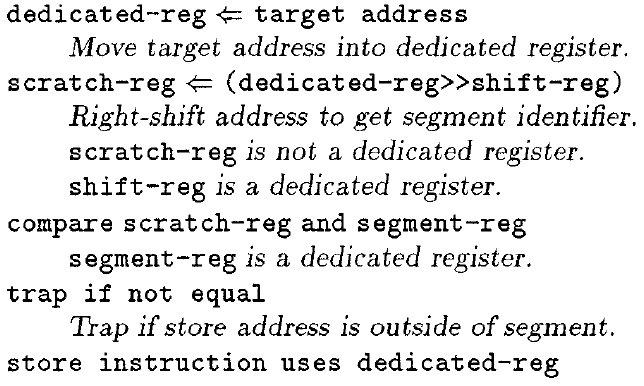 dedicated-reg ⇐ target address
Move target address into dedicated register.
scratch-reg ⇐ (dedicated-reg>>shift-reg)
Right-shift address to get segment identifier.
scratch-reg is not a dedicated register.
shift-reg is a dedicated register.
compare scratch-reg and segment-reg
segment-reg is a dedicated register.
trap if not equal
Trap if store address is outside of segment.
store instruction uses dedicated-reg